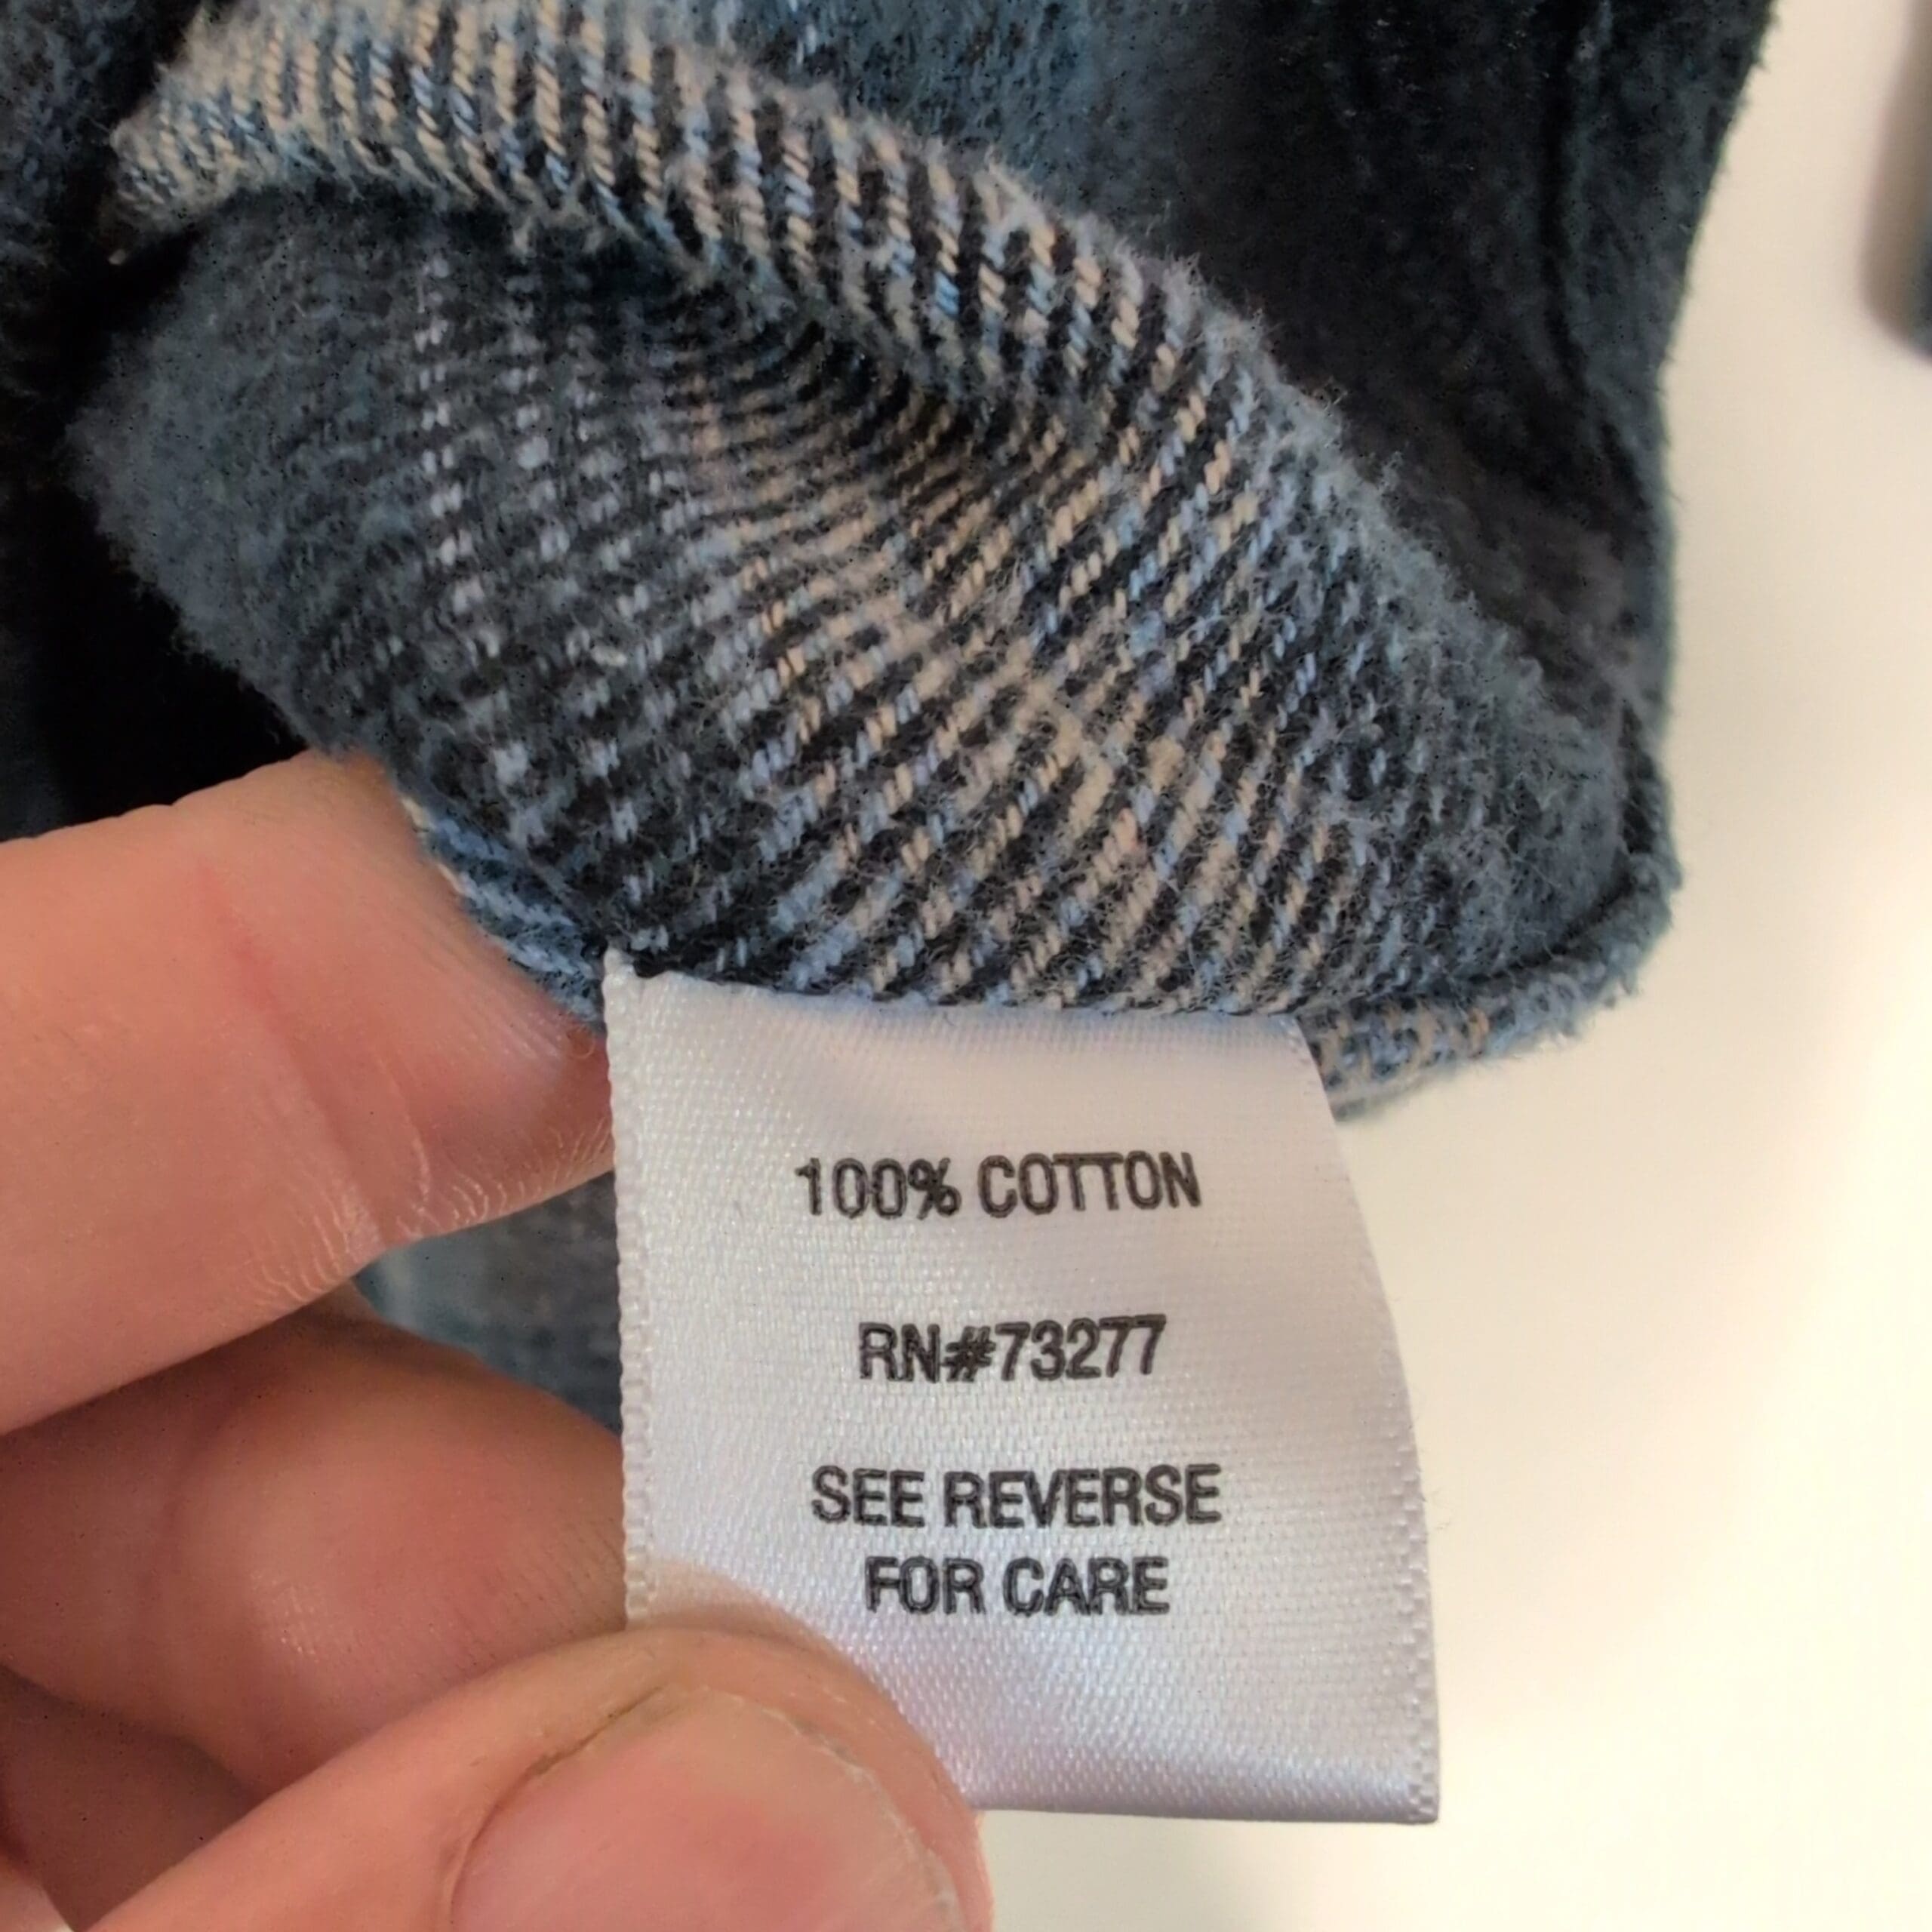 100% COTTON
RN#73277
SEE REVERSE
FOR CARE